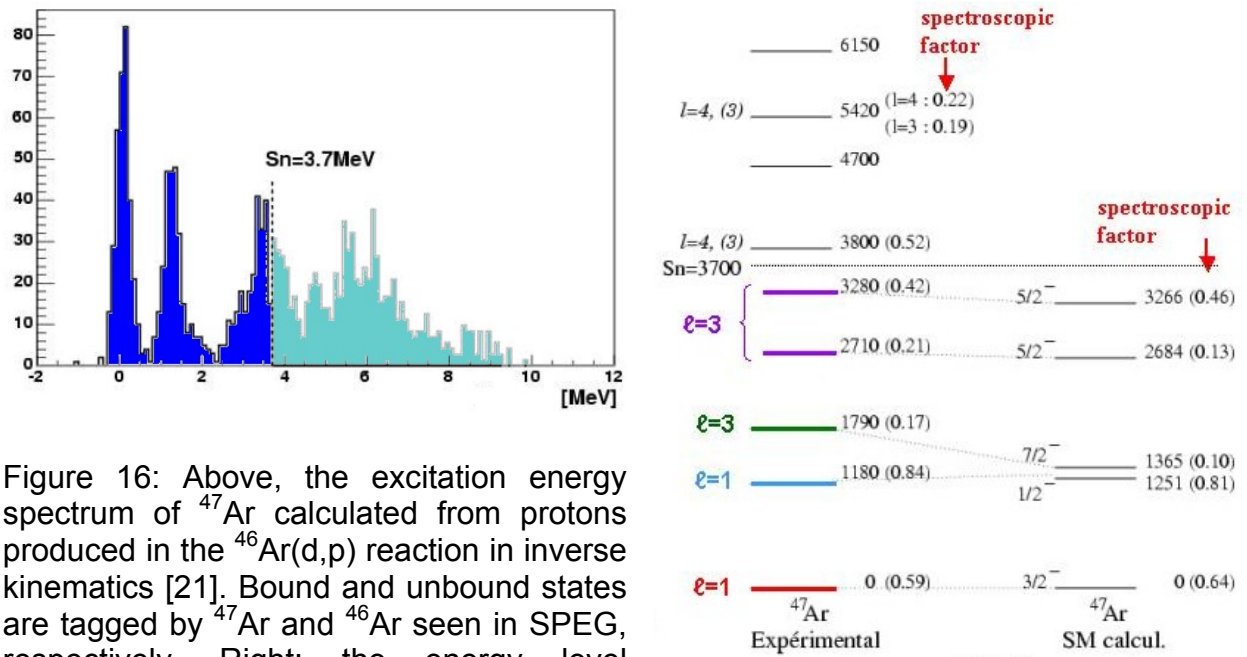 80
70
60
50
40
30
20
10
0
Sn=3.7MeV
-2 0 2 4 6 8 10 12
[MeV]
Figure 16: Above, the excitation energy
spectrum of ⁴⁷Ar calculated from protons
produced in the ⁴⁶Ar(d,p) reaction in inverse
kinematics [21]. Bound and unbound states
are tagged by ⁴⁷Ar and ⁴⁶Ar seen in SPEG,
respectively. Right: the energy level
spectroscopic
factor
6150
l=4, (3) 5420 (l=4 : 0.22)
(l=3 : 0.19)
4700
spectroscopic
factor
l=4, (3) 3800 (0.52)
Sn=3700
3280 (0.42) 5/2⁻ 3266 (0.46)
ℓ=3
2710 (0.21) 5/2⁻ 2684 (0.13)
ℓ=3 1790 (0.17)
7/2⁻ 1365 (0.10)
ℓ=1 1180 (0.84) 1/2⁻ 1251 (0.81)
ℓ=1 0 (0.59) 3/2⁻ 0 (0.64)
⁴⁷Ar ⁴⁷Ar
Expérimental SM calcul.